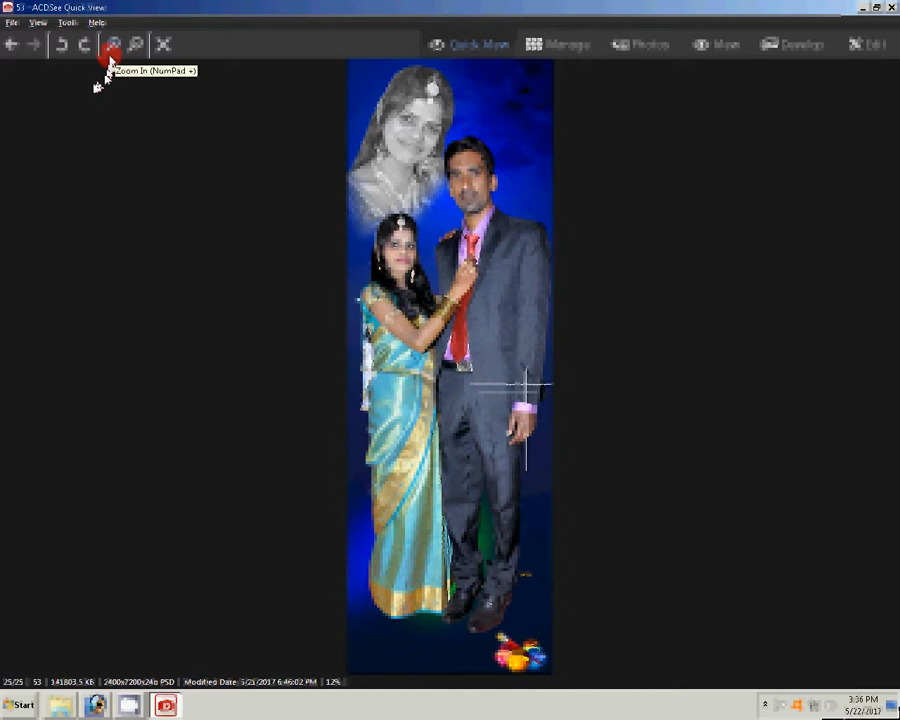 53 - ACDSee Quick View
File View Tools Help
Quick View Manage Photos View Develop Edit
Zoom In (NumPad +)
25/25 53 141803.5 KB 2400x7200x24b PSD Modified Date: 5/21/2017 6:46:02 PM 12%
Start
3:36 PM
5/22/2017